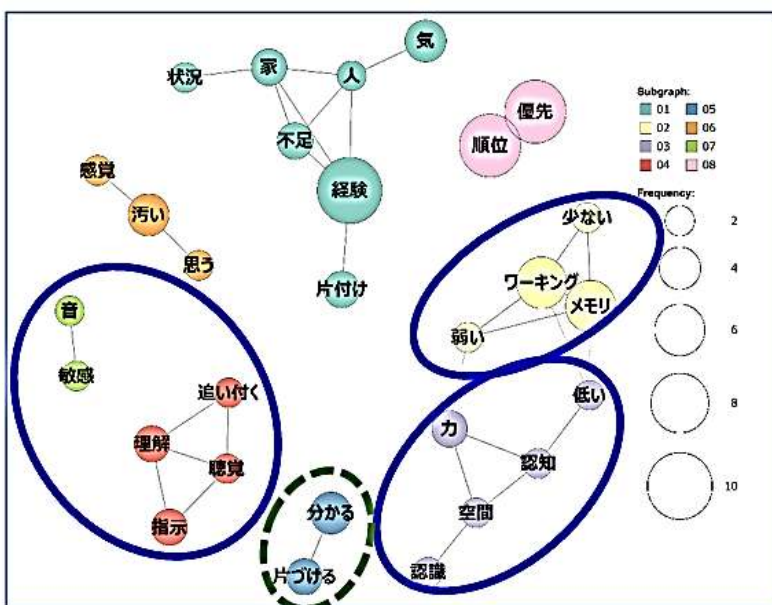 気
状況
家
人
不足
経験
片付け
優先
順位
Subgraph:
01 05
02 06
03 07
04 08
Frequency:
2
4
6
8
10
感覚
汚い
思う
少ない
ワーキング
メモリ
弱い
音
敏感
追い付く
理解
聴覚
指示
低い
力
認知
空間
認識
分かる
片づける